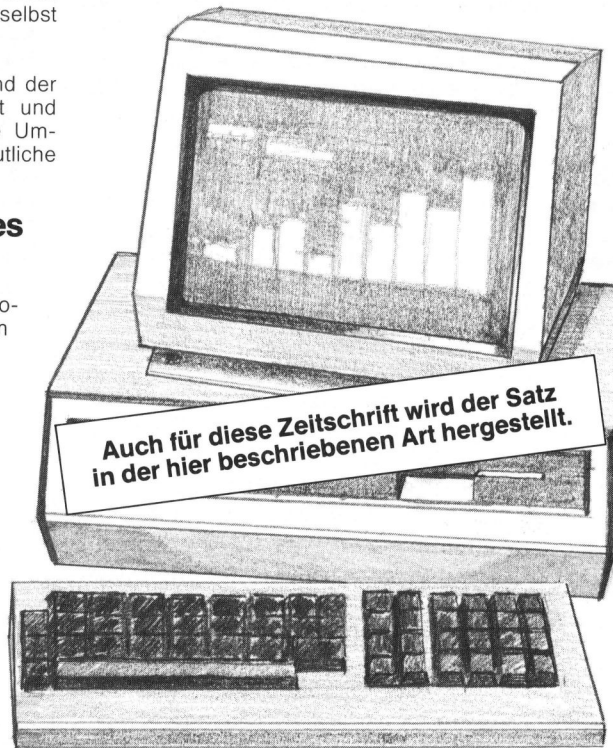 selbst
nd der
t und
Um-
utliche
es
o-
Auch für diese Zeitschrift wird der Satz
in der hier beschriebenen Art hergestellt.